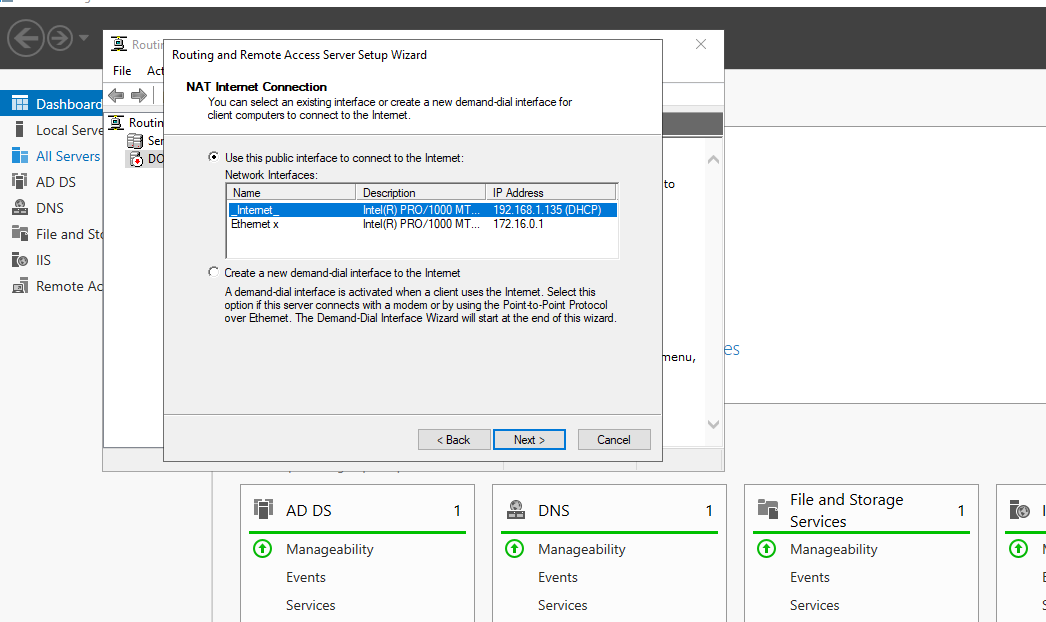 Routing and Remote Access Server Setup Wizard
File
NAT Internet Connection
You can select an existing interface or create a new demand-dial interface for
client computers to connect to the Internet.
Dashboard
Local Serve
All Servers
AD DS
DNS
File and Sto
IIS
Remote Ac
Routin
Ser
DC
Use this public interface to connect to the Internet:
Network Interfaces:
Name Description IP Address
_Internet_ Intel(R) PRO/1000 MT... 192.168.1.135 (DHCP)
Ethernet x Intel(R) PRO/1000 MT... 172.16.0.1
Create a new demand-dial interface to the Internet
A demand-dial interface is activated when a client uses the Internet. Select this
option if this server connects with a modem or by using the Point-to-Point Protocol
over Ethernet. The Demand-Dial Interface Wizard will start at the end of this wizard.
to
menu,
es
< Back Next > Cancel
AD DS 1
Manageability
Events
Services
DNS 1
Manageability
Events
Services
File and Storage
Services 1
Manageability
Events
Services